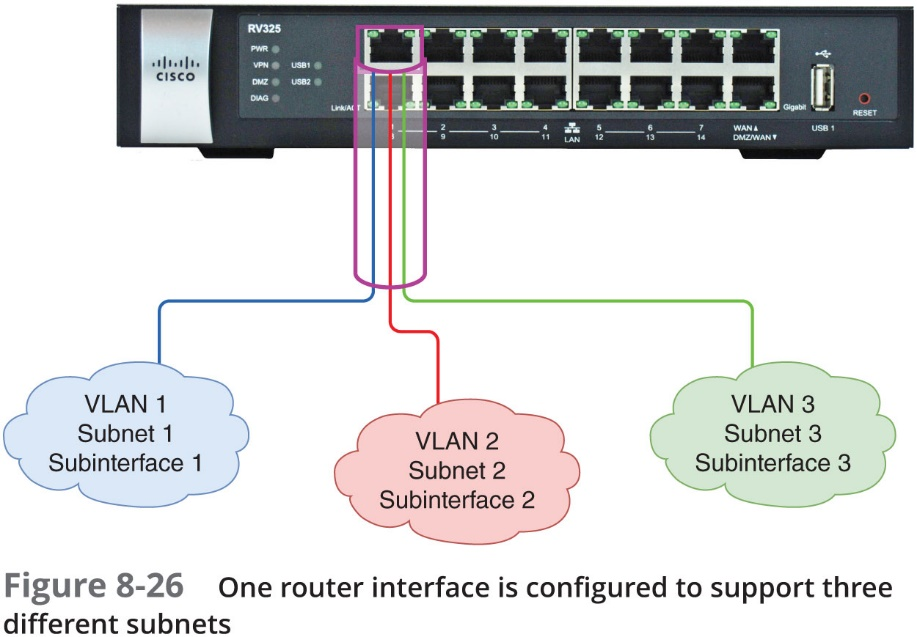 RV325
PWR
VPN USB1
DMZ USB2
DIAG
CISCO
Link/ACT
Gigabit
RESET
2 3 4 5 6 7 WAN▲ USB 1
9 10 11 LAN 12 13 14 DMZ/WAN▼
VLAN 1
Subnet 1
Subinterface 1
VLAN 2
Subnet 2
Subinterface 2
VLAN 3
Subnet 3
Subinterface 3
Figure 8-26 One router interface is configured to support three
different subnets